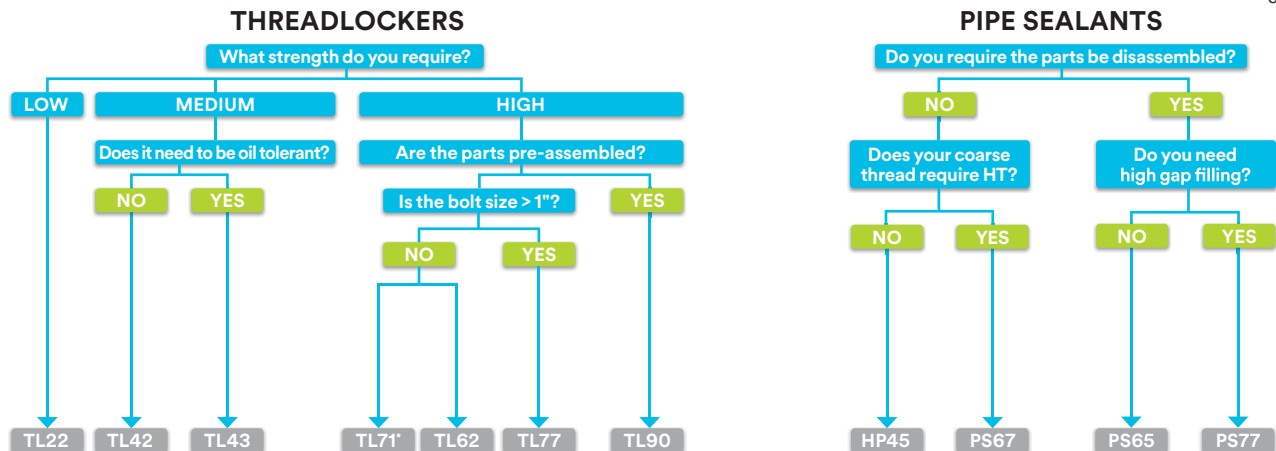 THREADLOCKERS
What strength do you require?
LOW
MEDIUM
HIGH
Does it need to be oil tolerant?
Are the parts pre-assembled?
NO
YES
Is the bolt size > 1"?
YES
NO
YES
TL22
TL42
TL43
TL71*
TL62
TL77
TL90
PIPE SEALANTS
Do you require the parts be disassembled?
NO
YES
Does your coarse
thread require HT?
Do you need
high gap filling?
NO
YES
NO
YES
HP45
PS67
PS65
PS77